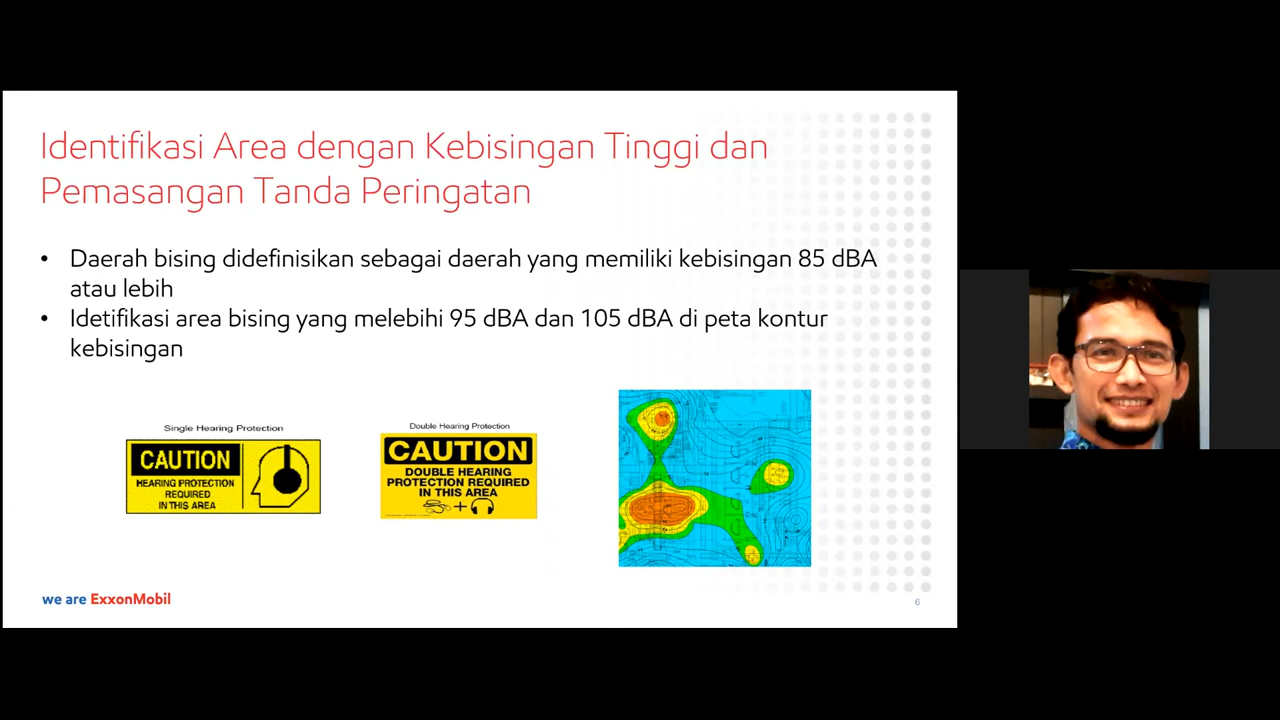 Identifikasi Area dengan Kebisingan Tinggi dan
Pemasangan Tanda Peringatan
• Daerah bising didefinisikan sebagai daerah yang memiliki kebisingan 85 dBA
atau lebih
• Idetifikasi area bising yang melebihi 95 dBA dan 105 dBA di peta kontur
kebisingan
Single Hearing Protection
CAUTION
HEARING PROTECTION
REQUIRED
IN THIS AREA
Double Hearing Protection
CAUTION
DOUBLE HEARING
PROTECTION REQUIRED
IN THIS AREA
+
we are ExxonMobil
6